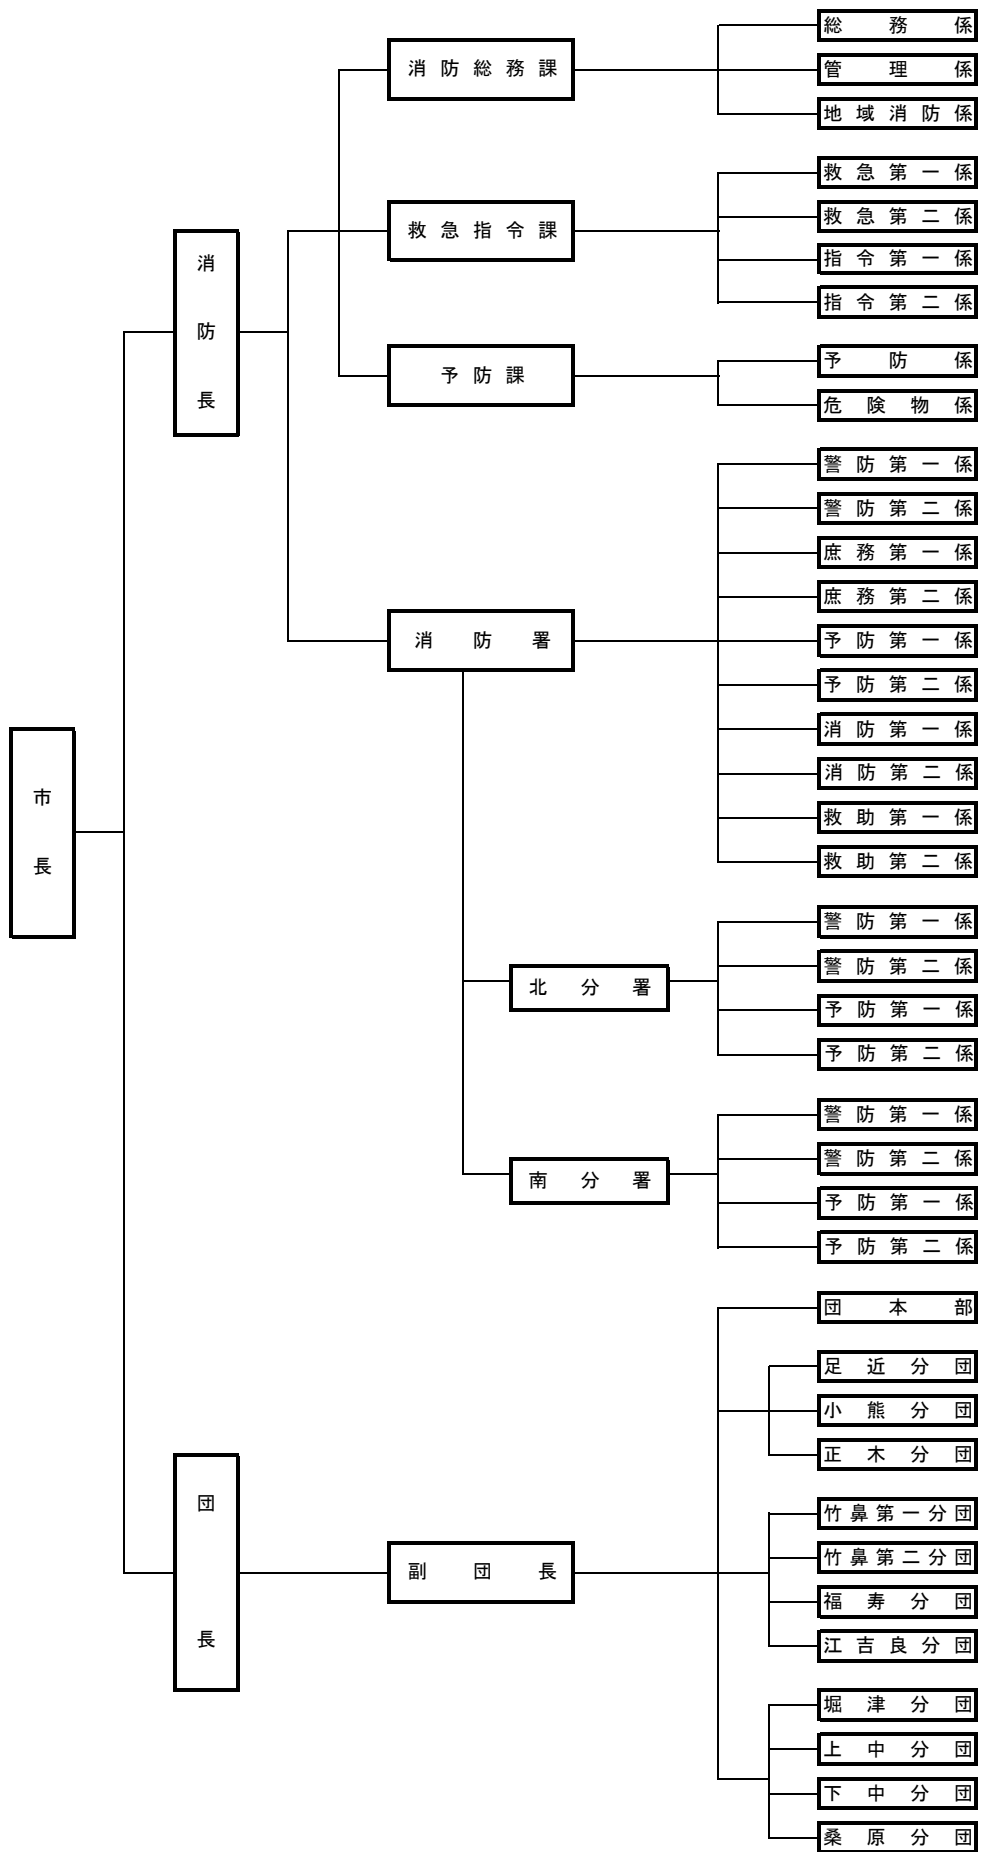 総務係
消防総務課
管理係
地域消防係
救急第一係
救急第二係
救急指令課
指令第一係
指令第二係
消防長
予防係
予防課
危険物係
警防第一係
警防第二係
庶務第一係
庶務第二係
消防署
予防第一係
予防第二係
消防第一係
消防第二係
救助第一係
市長
救助第二係
警防第一係
警防第二係
北分署
予防第一係
予防第二係
警防第一係
警防第二係
南分署
予防第一係
予防第二係
団本部
足近分団
小熊分団
正木分団
竹鼻第一分団
竹鼻第二分団
団長
副団長
福寿分団
江吉良分団
堀津分団
上中分団
下中分団
桑原分団